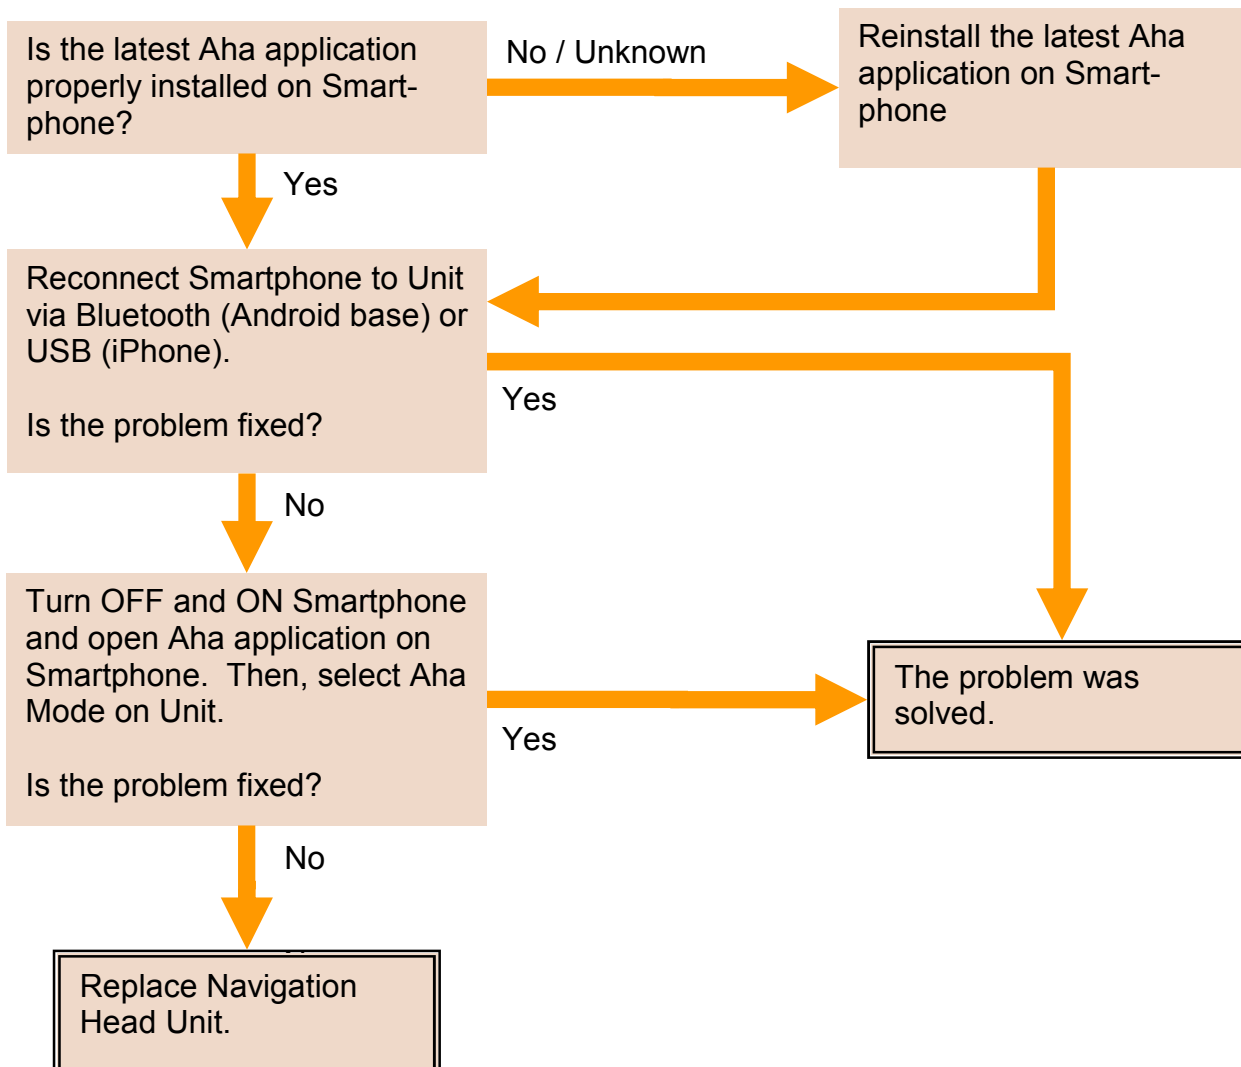 Is the latest Aha application
properly installed on Smart-
phone?
No / Unknown
Reinstall the latest Aha
application on Smart-
phone
Yes
Reconnect Smartphone to Unit
via Bluetooth (Android base) or
USB (iPhone).
Is the problem fixed?
Yes
No
Turn OFF and ON Smartphone
and open Aha application on
Smartphone.  Then, select Aha
Mode on Unit.
Is the problem fixed?
Yes
The problem was
solved.
No
Replace Navigation
Head Unit.